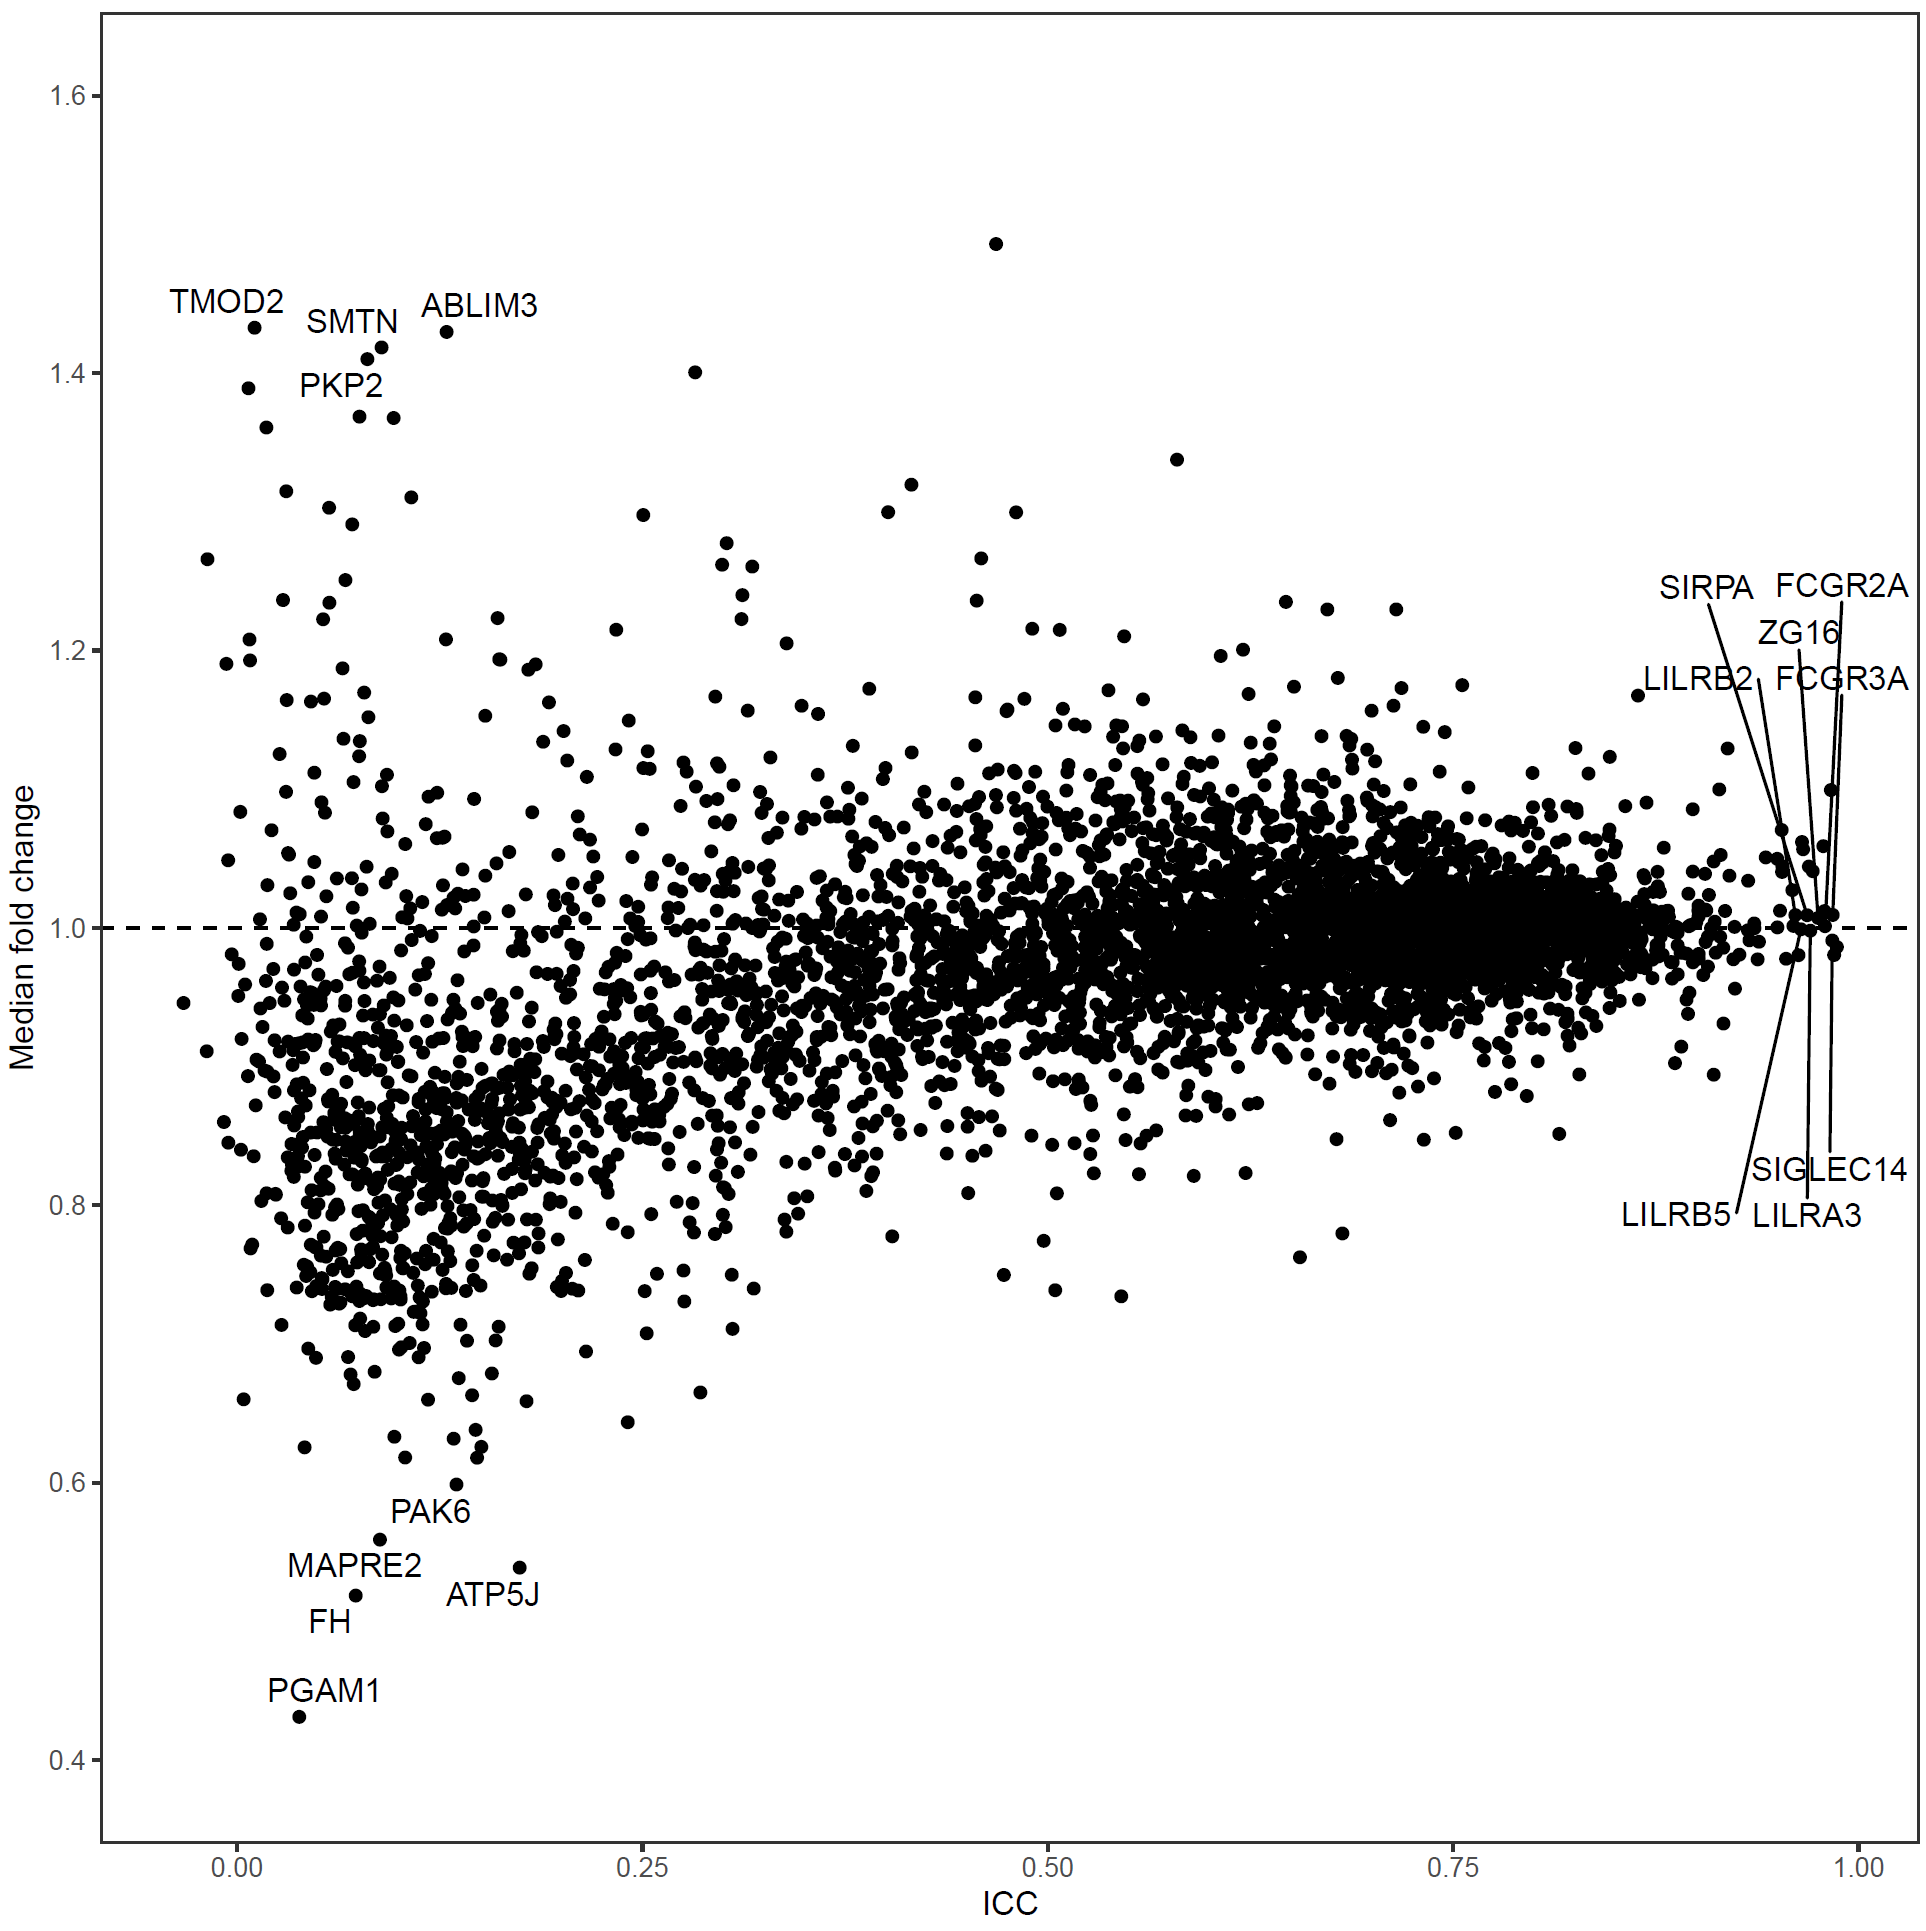 1.6
TMOD2
ABLIM3
SMTN
1.4
PKP2
SIRPA
FCGR2A
ZG16
1.2
LILRB2
FCGR3A
Median fold change
1.0
SIGLEC14
0.8
LILRB5
LILRA3
0.6
PAK6
MAPRE2
ATP5J
FH
PGAM1
0.4
0.00
0.25
0.50
0.75
1.00
ICC